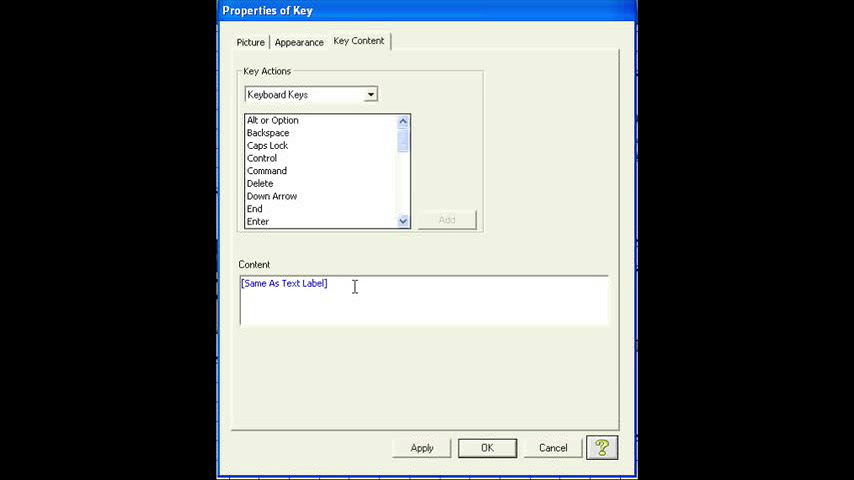 Properties of Key
Picture
Appearance
Key Content
Key Actions
Keyboard Keys
Alt or Option
Backspace
Caps Lock
Control
Command
Delete
Down Arrow
End
Enter
Add
Content
[Same As Text Label]
Apply
OK
Cancel
?